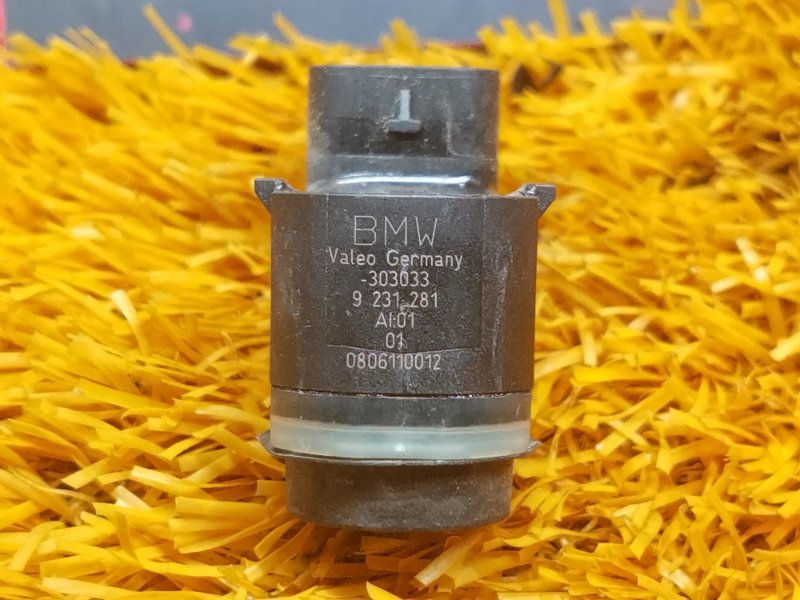 BMW
Valeo Germany
-303033
9 231 281
AI:01
01
0806110012